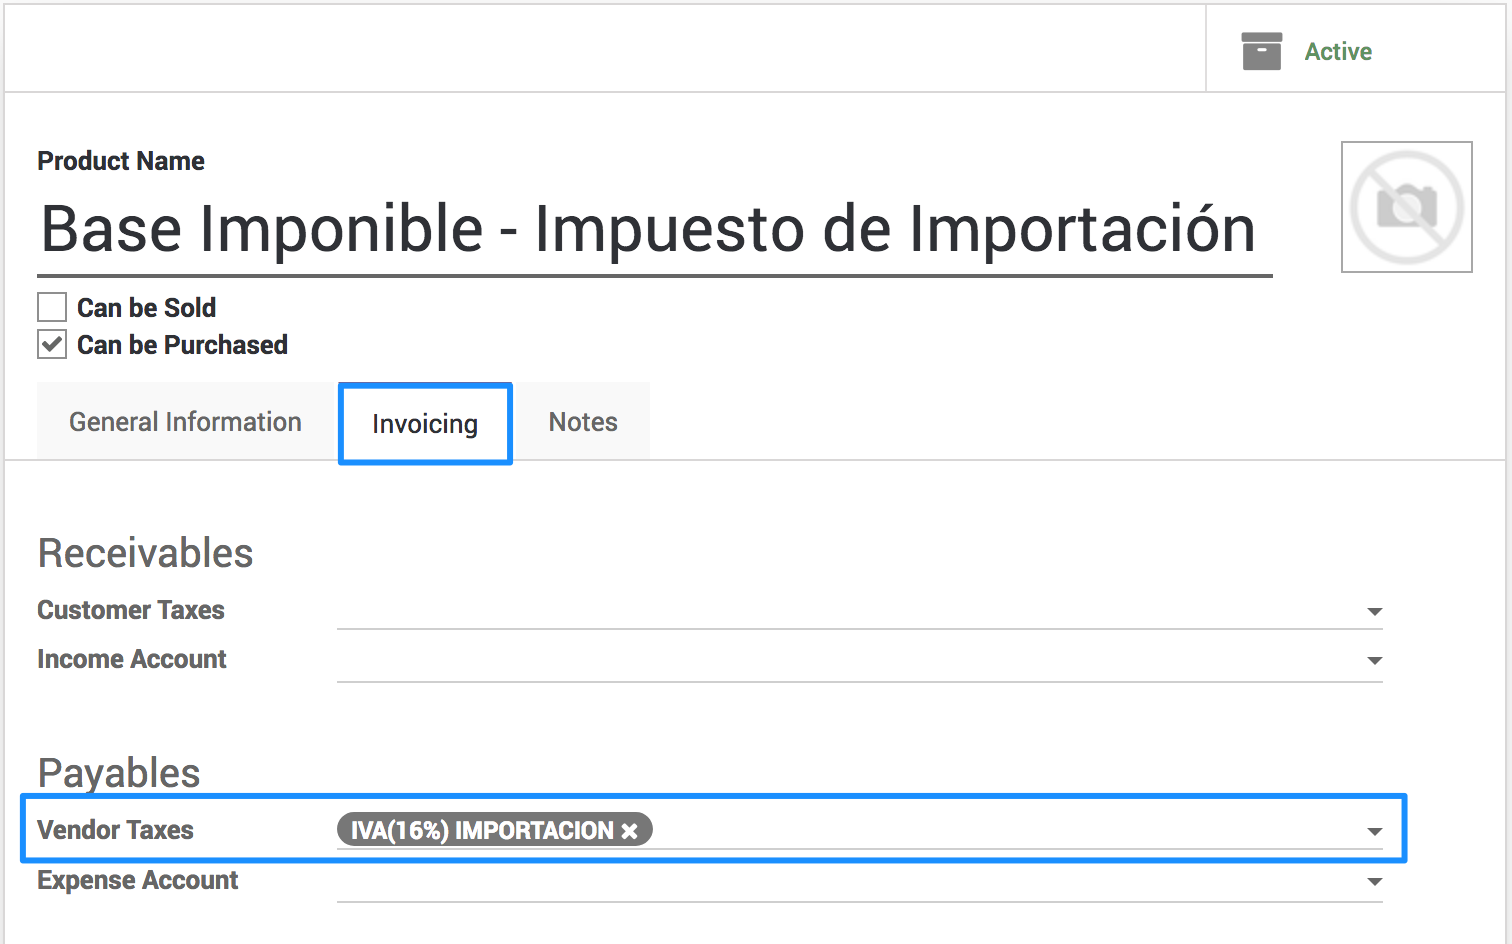 Active
Product Name
Base Imponible - Impuesto de Importación
Can be Sold
Can be Purchased
General Information Invoicing Notes
Receivables
Customer Taxes
Income Account
Payables
Vendor Taxes IVA(16%) IMPORTACION ×
Expense Account